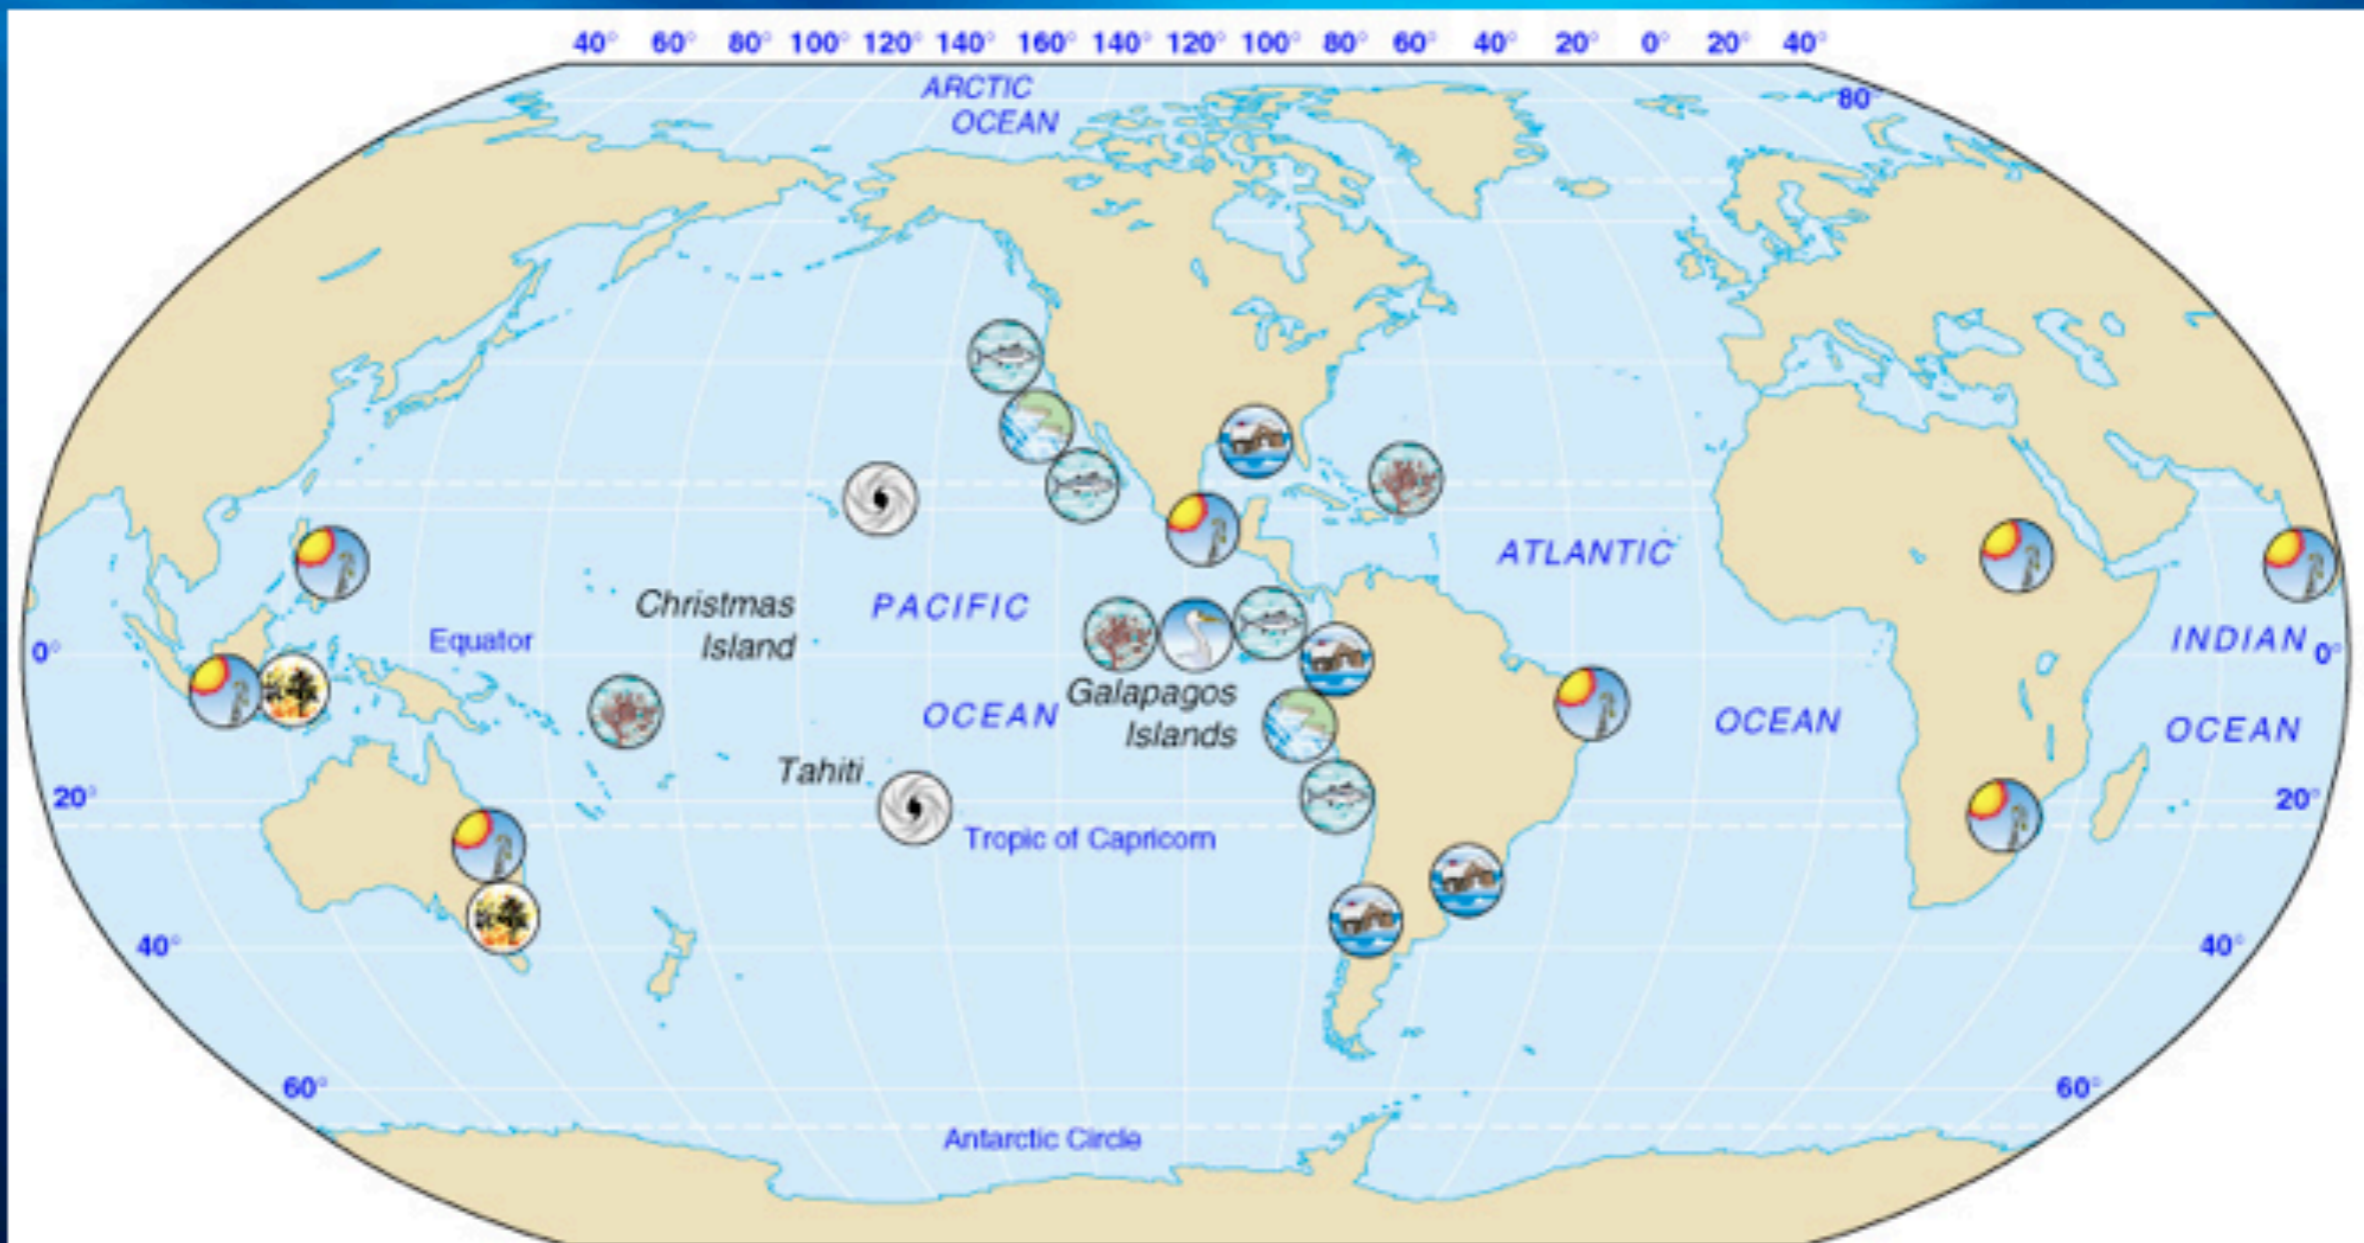 40° 60° 80° 100° 120° 140° 160° 140° 120° 100° 80° 60° 40° 20° 0° 20° 40°
ARCTIC
OCEAN
80°
ATLANTIC
Christmas
Island
PACIFIC
Equator
INDIAN
0°
0°
Galapagos
Islands
OCEAN
OCEAN
OCEAN
Tahiti
20°
20°
Tropic of Capricorn
40°
40°
60°
60°
Antarctic Circle